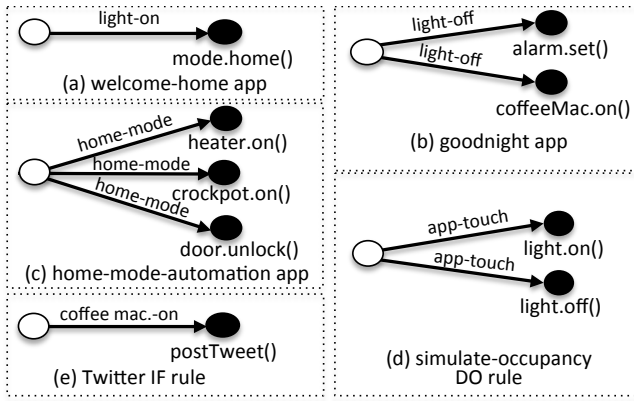 light-on
mode.home()
(a) welcome-home app
light-off
alarm.set()
light-off
coffeeMac.on()
(b) goodnight app
home-mode
heater.on()
home-mode
crockpot.on()
home-mode
door.unlock()
(c) home-mode-automation app
app-touch
light.on()
app-touch
light.off()
(d) simulate-occupancy
DO rule
coffee mac.-on
postTweet()
(e) Twitter IF rule